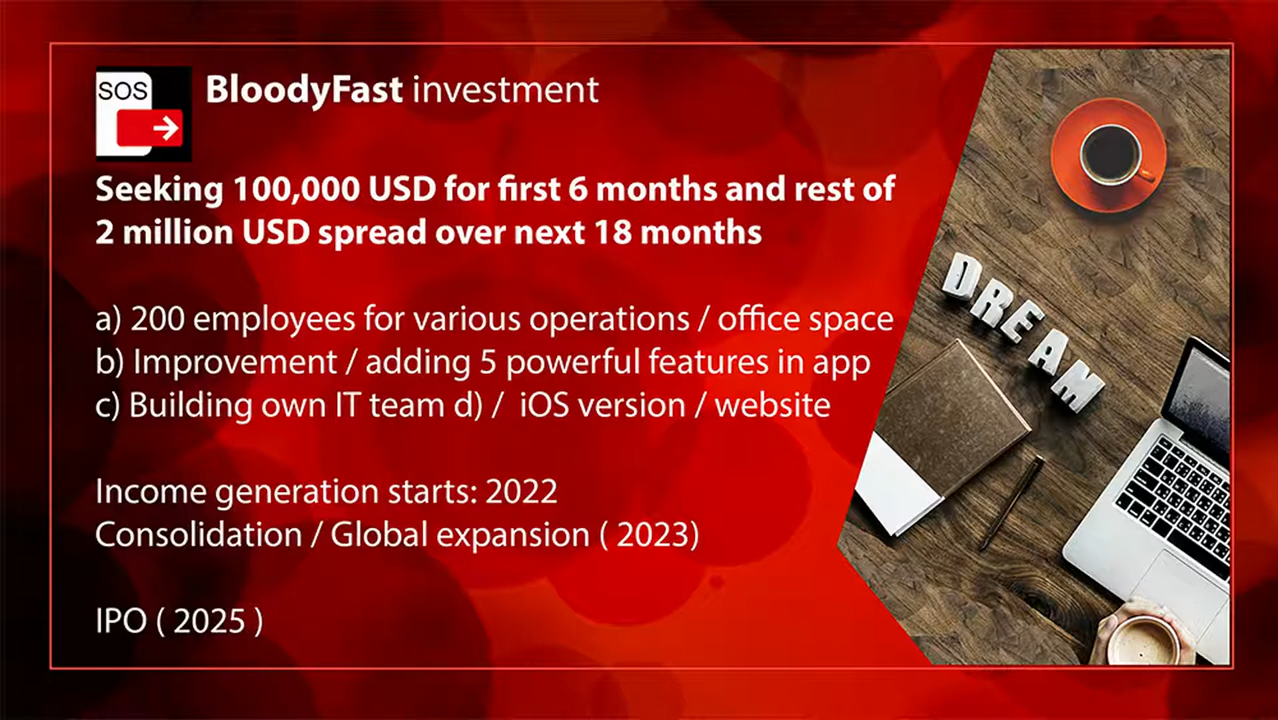 SOS
BloodyFast investment
Seeking 100,000 USD for first 6 months and rest of
2 million USD spread over next 18 months
a) 200 employees for various operations / office space
b) Improvement / adding 5 powerful features in app
c) Building own IT team d) /  iOS version / website
Income generation starts: 2022
Consolidation / Global expansion ( 2023)
IPO ( 2025 )
DREAM